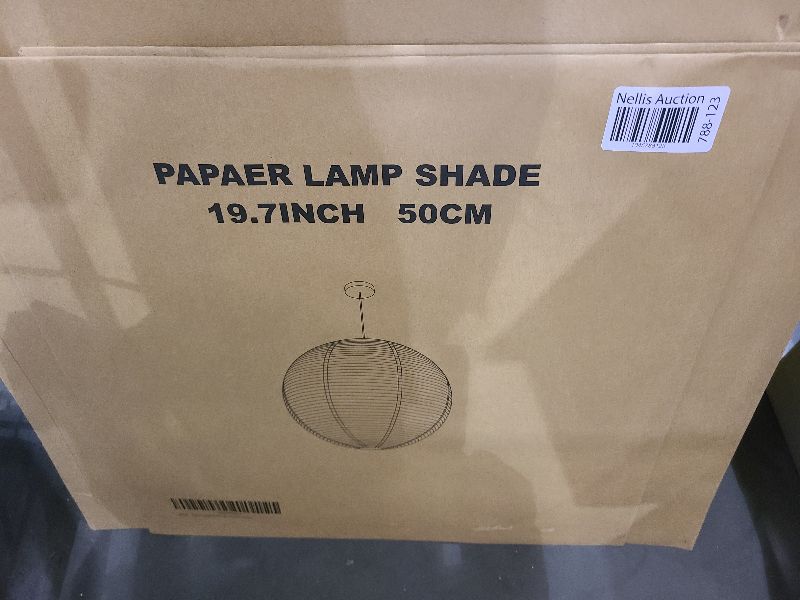 Nellis Auction
788-123
PAPAER LAMP SHADE
19.7INCH 50CM